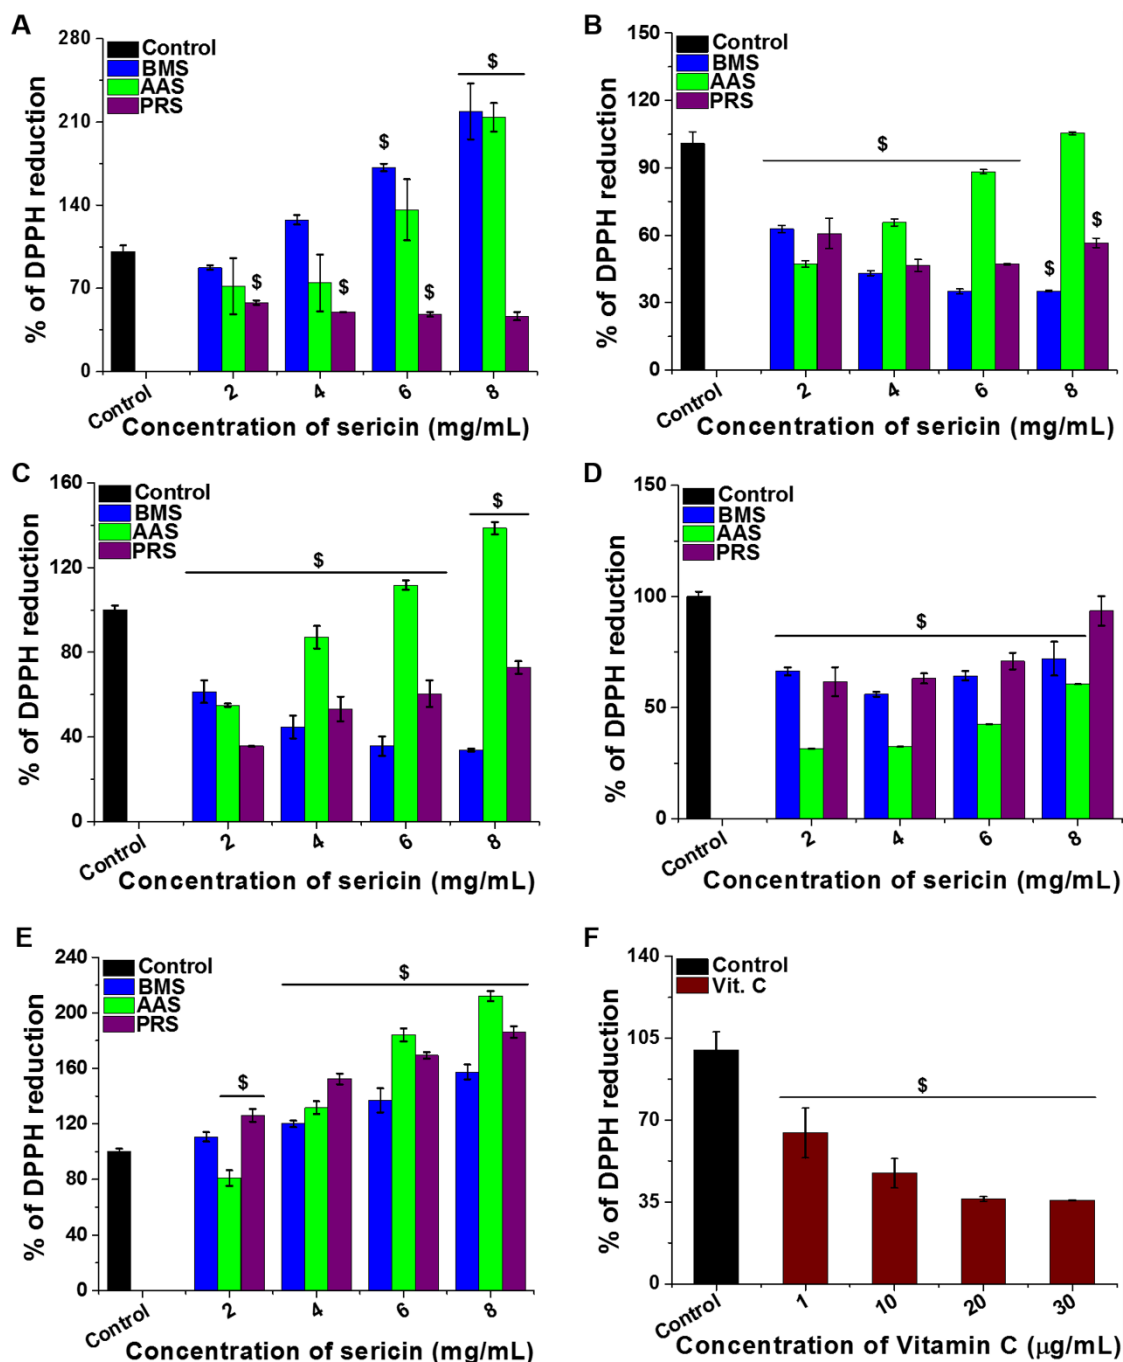 A
280
210
140
70
0
% of DPPH reduction
Control
BMS
AAS
PRS
$
$
$
$
$
Control
2
4
6
8
Concentration of sericin (mg/mL)
B
150
120
90
60
30
0
% of DPPH reduction
Control
BMS
AAS
PRS
$
$
$
Control
2
4
6
8
Concentration of sericin (mg/mL)
C
160
120
80
40
0
% of DPPH reduction
Control
BMS
AAS
PRS
$
$
Control
2
4
6
8
Concentration of sericin (mg/mL)
D
150
100
50
0
% of DPPH reduction
Control
BMS
AAS
PRS
$
Control
2
4
6
8
Concentration of sericin (mg/mL)
E
240
200
160
120
80
40
0
% of DPPH reduction
Control
BMS
AAS
PRS
$
$
Control
2
4
6
8
Concentration of sericin (mg/mL)
F
140
105
70
35
0
% of DPPH reduction
Control
Vit. C
$
Control
1
10
20
30
Concentration of Vitamin C (μg/mL)